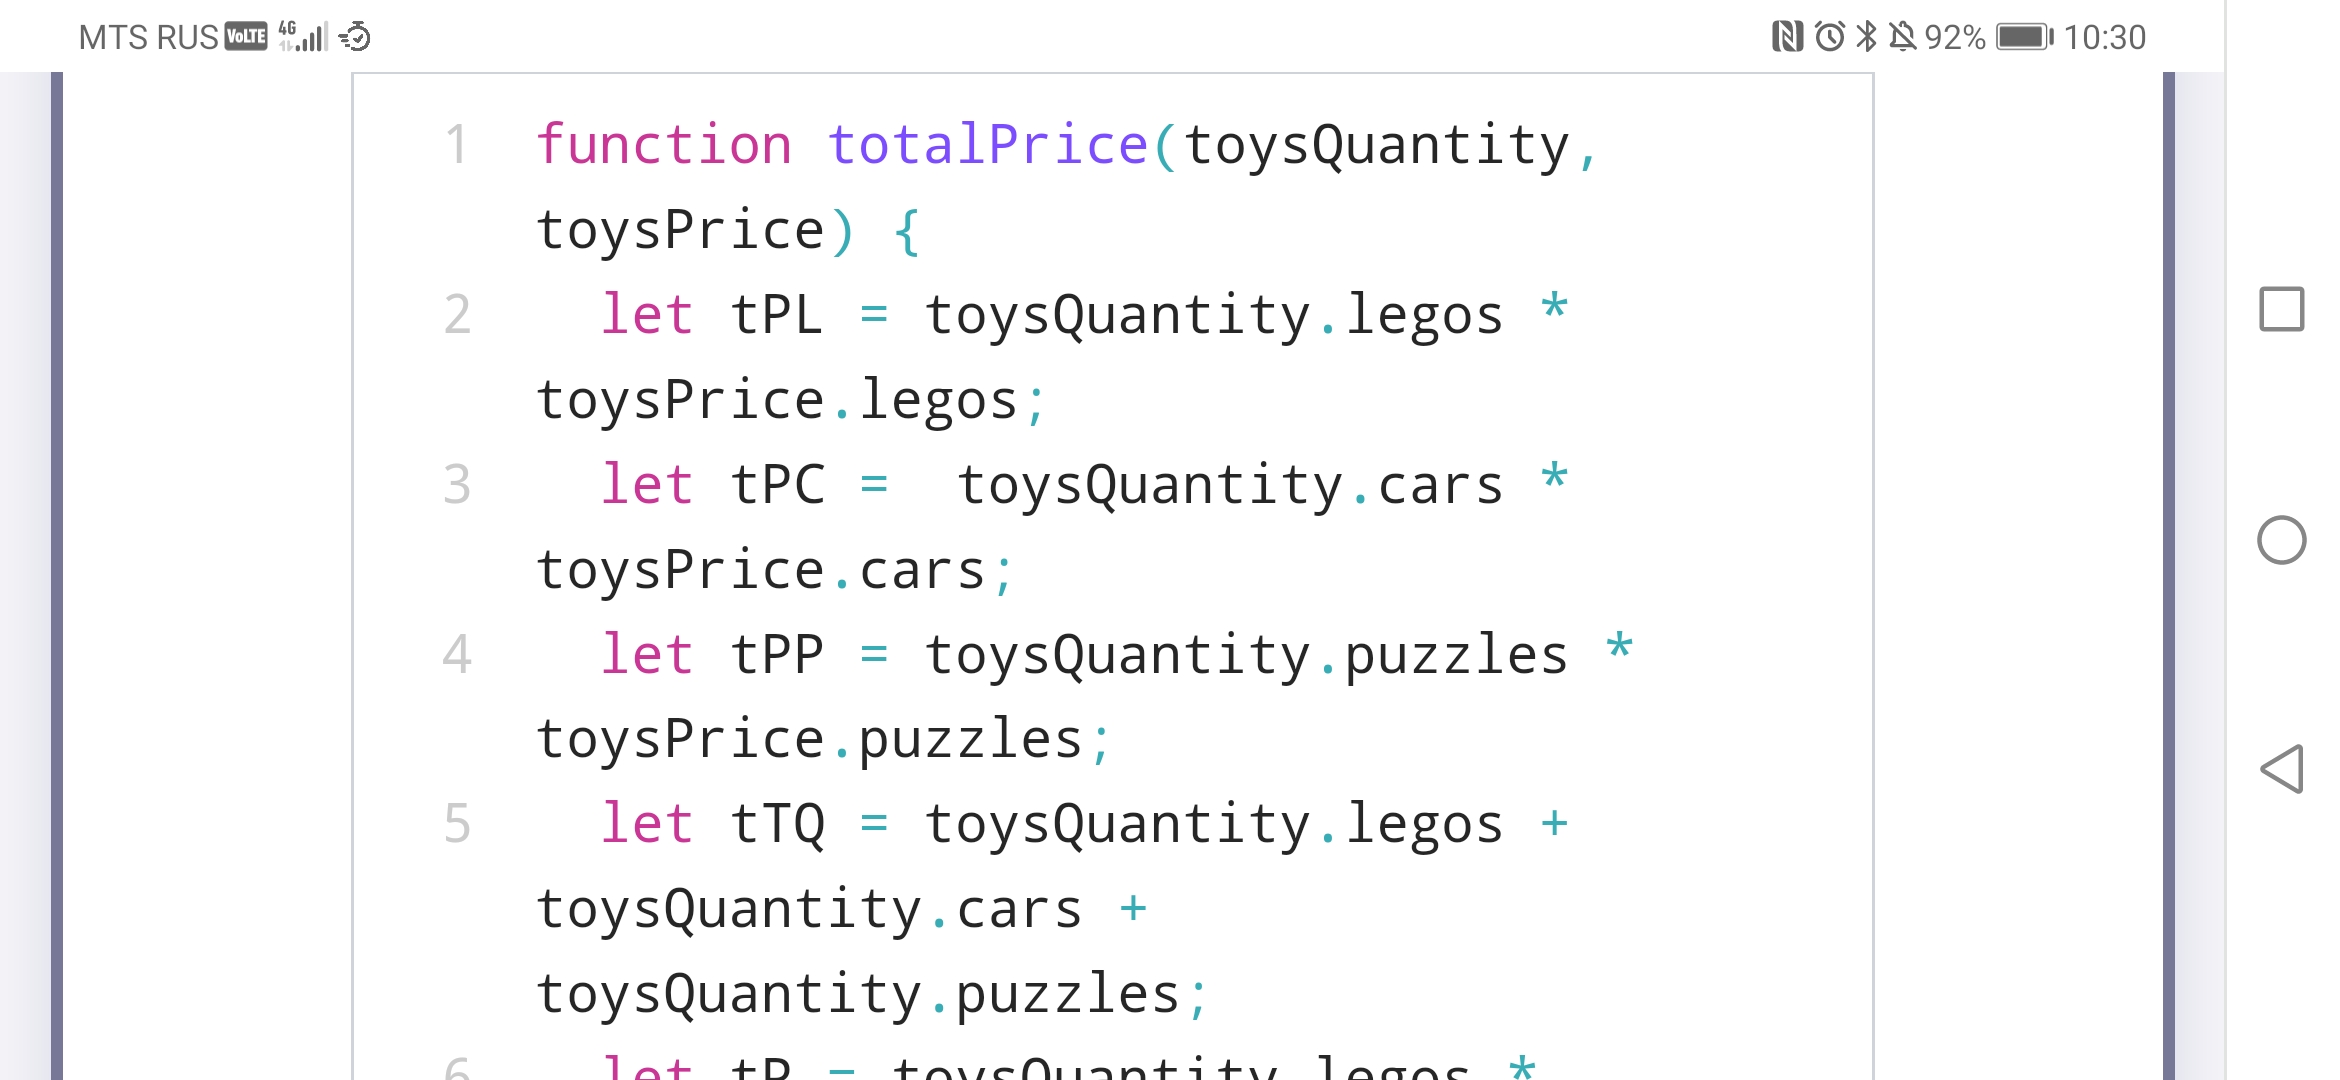 MTS RUS VoLTE 4G 92% 10:30
1 function totalPrice(toysQuantity,
toysPrice) {
2 let tPL = toysQuantity.legos *
toysPrice.legos;
3 let tPC =  toysQuantity.cars *
toysPrice.cars;
4 let tPP = toysQuantity.puzzles *
toysPrice.puzzles;
5 let tTQ = toysQuantity.legos +
toysQuantity.cars +
toysQuantity.puzzles;
6 let tP = toysQuantity.legos *